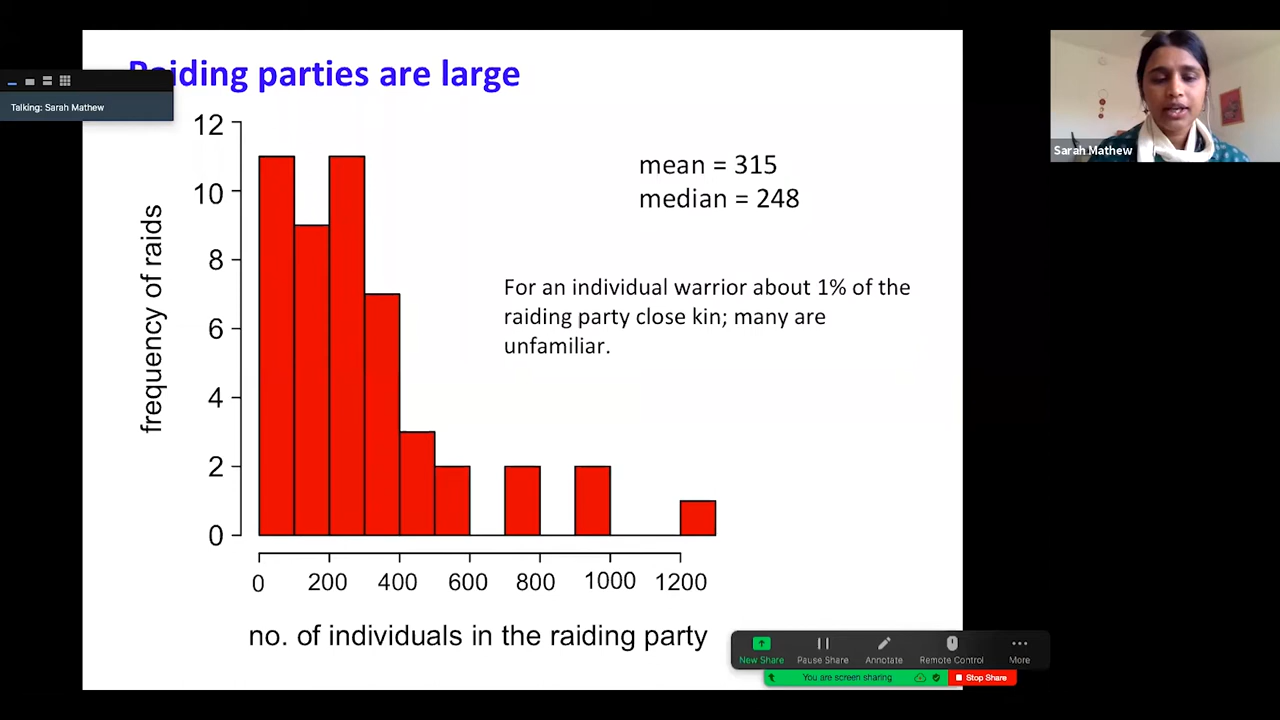 Raiding parties are large
Talking: Sarah Mathew
Sarah Mathew
mean = 315
median = 248
For an individual warrior about 1% of the
raiding party close kin; many are
unfamiliar.
frequency of raids
12
10
8
6
4
2
0
0 200 400 600 800 1000 1200
no. of individuals in the raiding party
New Share Pause Share Annotate Remote Control More
You are screen sharing Stop Share